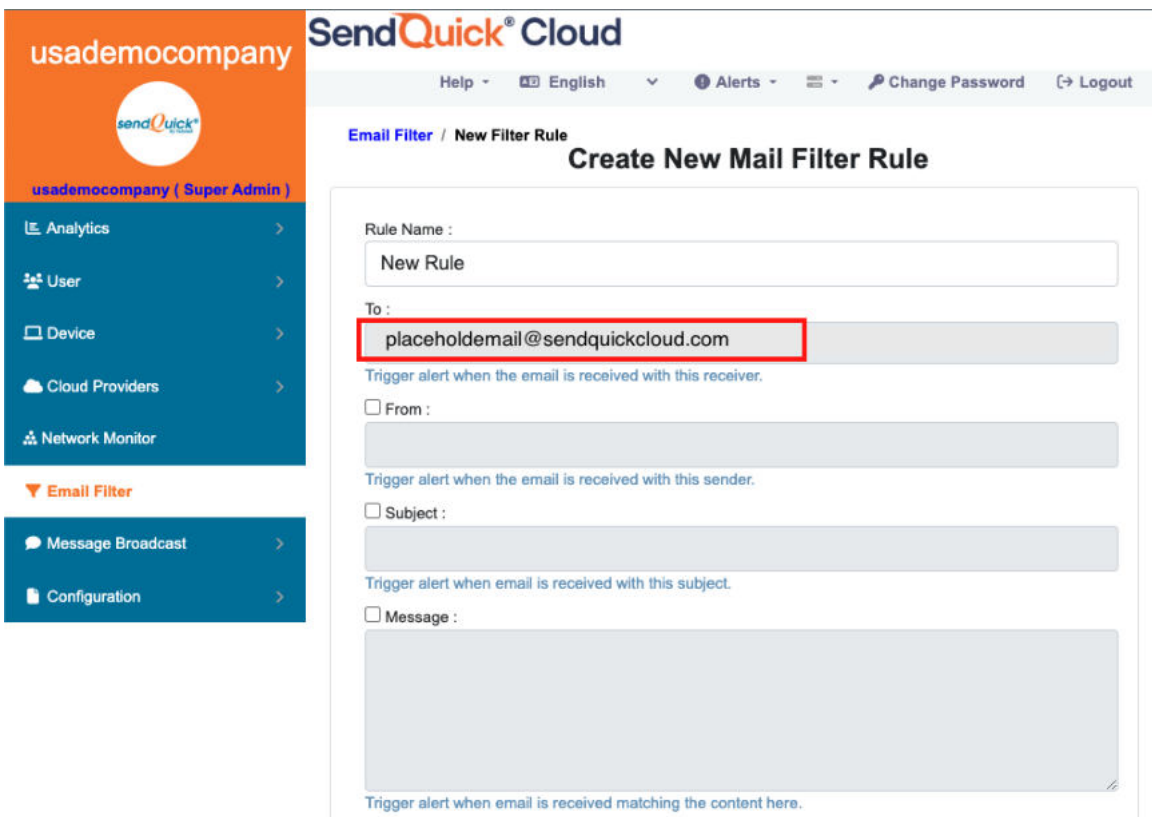 usademocompany
sendQuick®
usademocompany ( Super Admin )
Analytics
User
Device
Cloud Providers
Network Monitor
Email Filter
Message Broadcast
Configuration
SendQuick® Cloud
Help English Alerts Change Password Logout
Email Filter / New Filter Rule
Create New Mail Filter Rule
Rule Name :
New Rule
To :
placeholdemail@sendquickcloud.com
Trigger alert when the email is received with this receiver.
From :
Trigger alert when the email is received with this sender.
Subject :
Trigger alert when email is received with this subject.
Message :
Trigger alert when email is received matching the content here.